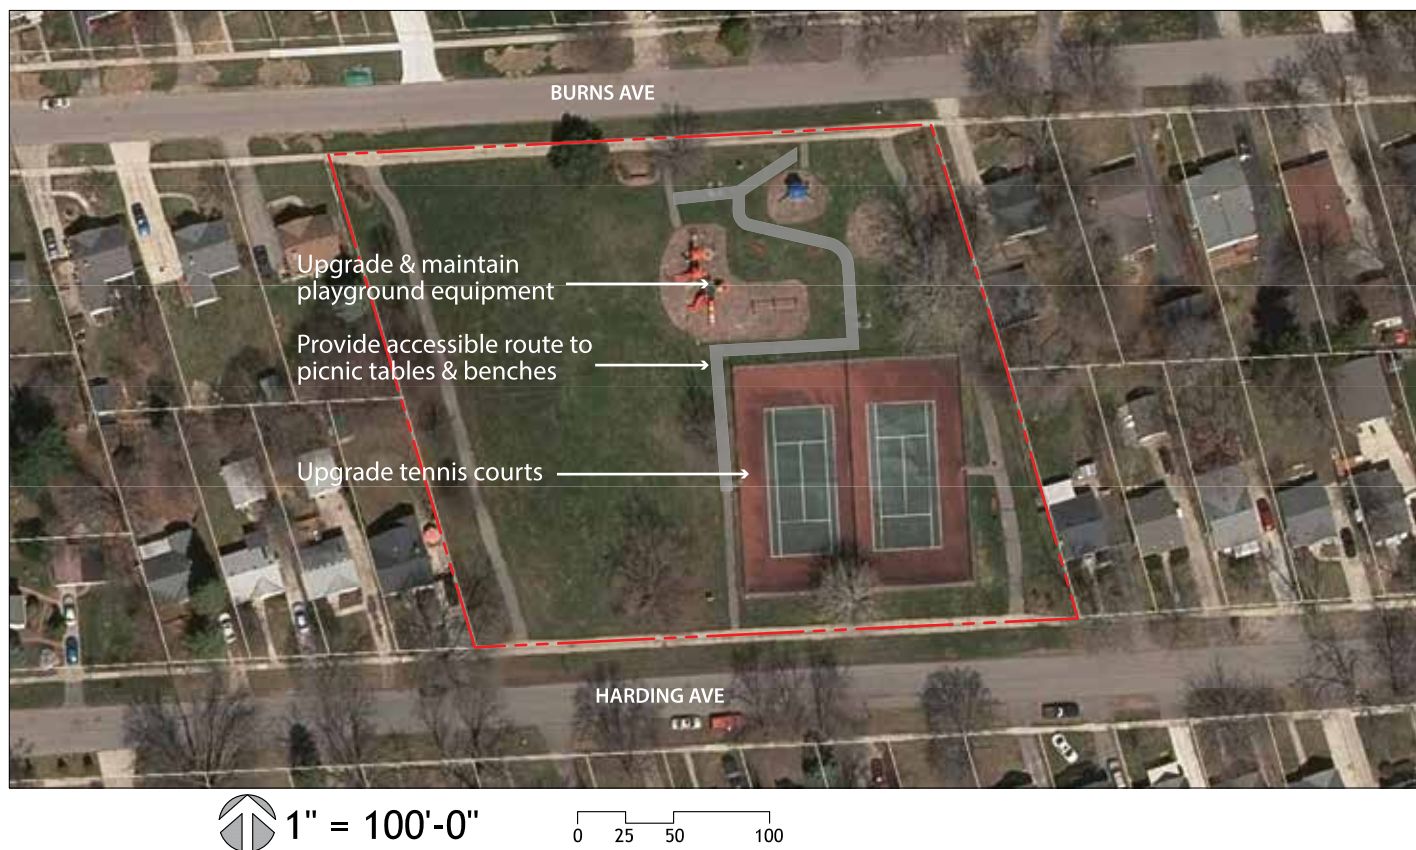 BURNS AVE
Upgrade & maintain
playground equipment
Provide accessible route to
picnic tables & benches
Upgrade tennis courts
HARDING AVE
1" = 100'-0"
0 25 50 100